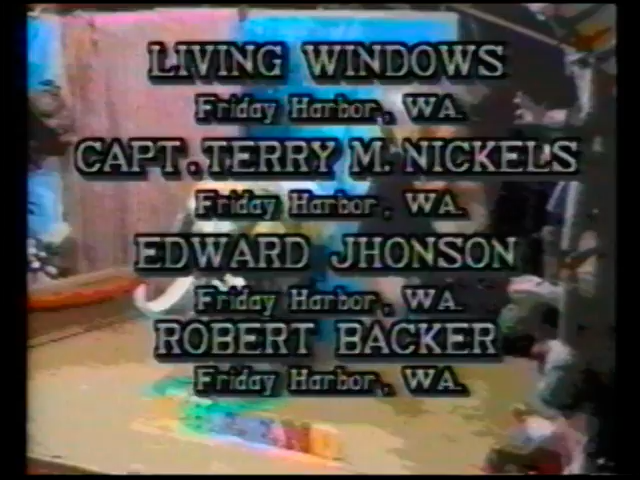 LIVING WINDOWS
Friday Harbor, WA.
CAPT. TERRY M. NICKELS
Friday Harbor, WA.
EDWARD JHONSON
Friday Harbor, WA.
ROBERT BACKER
Friday Harbor, WA.